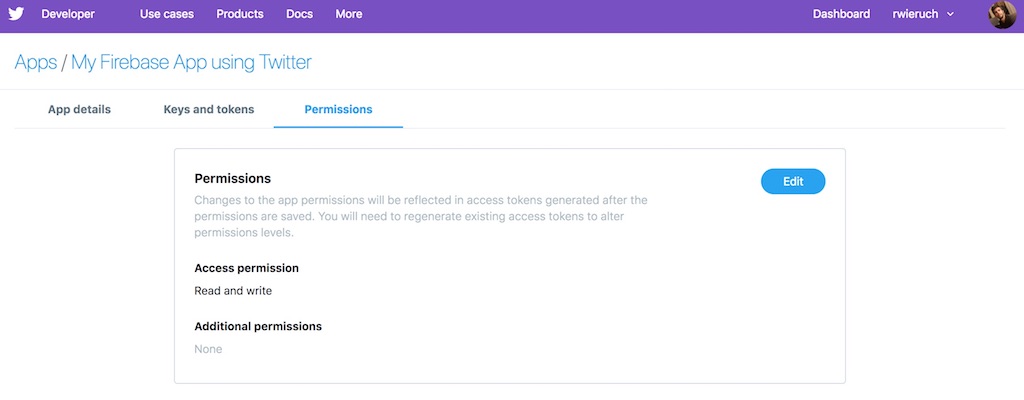 Developer Use cases Products Docs More Dashboard rwieruch
Apps / My Firebase App using Twitter
App details Keys and tokens Permissions
Permissions Edit
Changes to the app permissions will be reflected in access tokens generated after the
permissions are saved. You will need to regenerate existing access tokens to alter
permissions levels.
Access permission
Read and write
Additional permissions
None